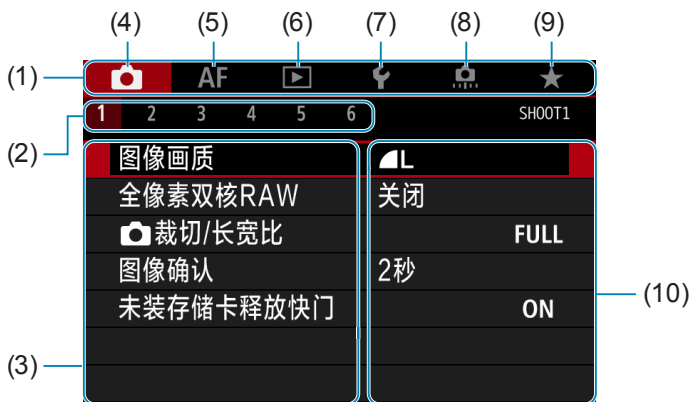 (4) (5) (6) (7) (8) (9)
(1) AF
1 2 3 4 5 6 SHOOT1
(2)
图像画质 L
全像素双核RAW 关闭
裁切/长宽比 FULL
图像确认 2秒
(10)
未装存储卡释放快门 ON
(3)